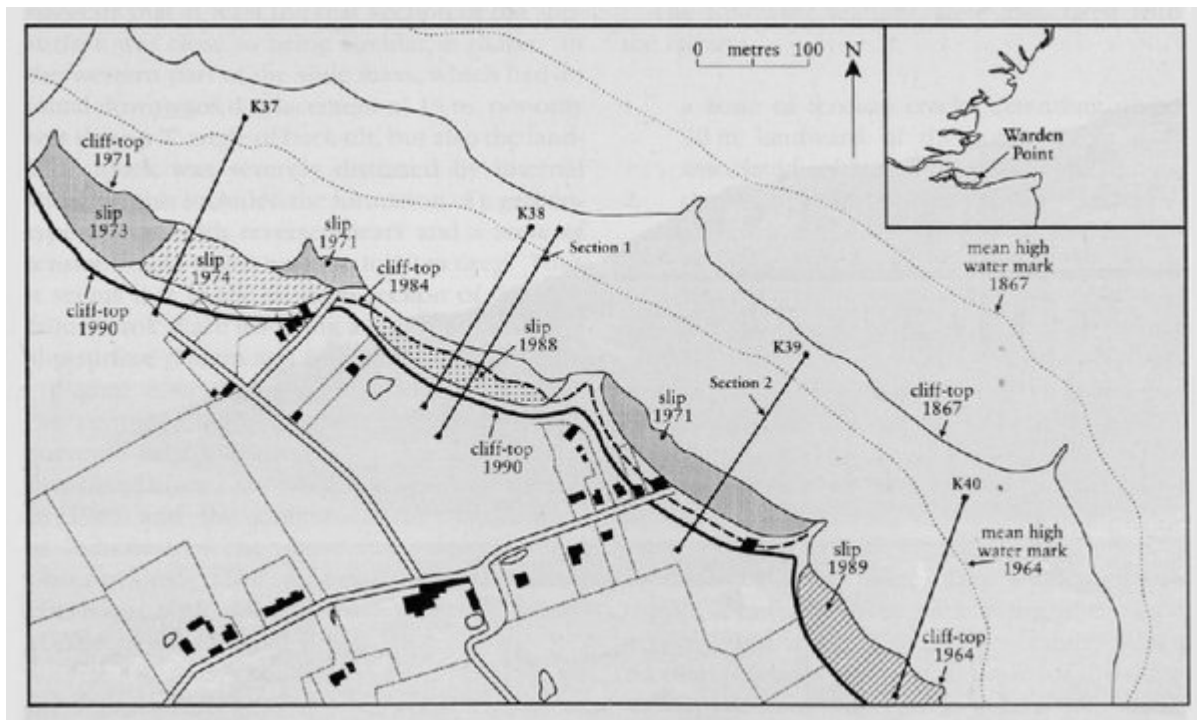 0 metres 100 N
Warden
Point
K37
cliff-top
1971
slip
1973
slip
1974
slip
1971
cliff-top
1984
cliff-top
1990
K38
Section 1
slip
1988
cliff-top
1990
mean high
water mark
1867
K39
Section 2
slip
1971
cliff-top
1867
K40
slip
1989
mean high
water mark
1964
cliff-top
1964